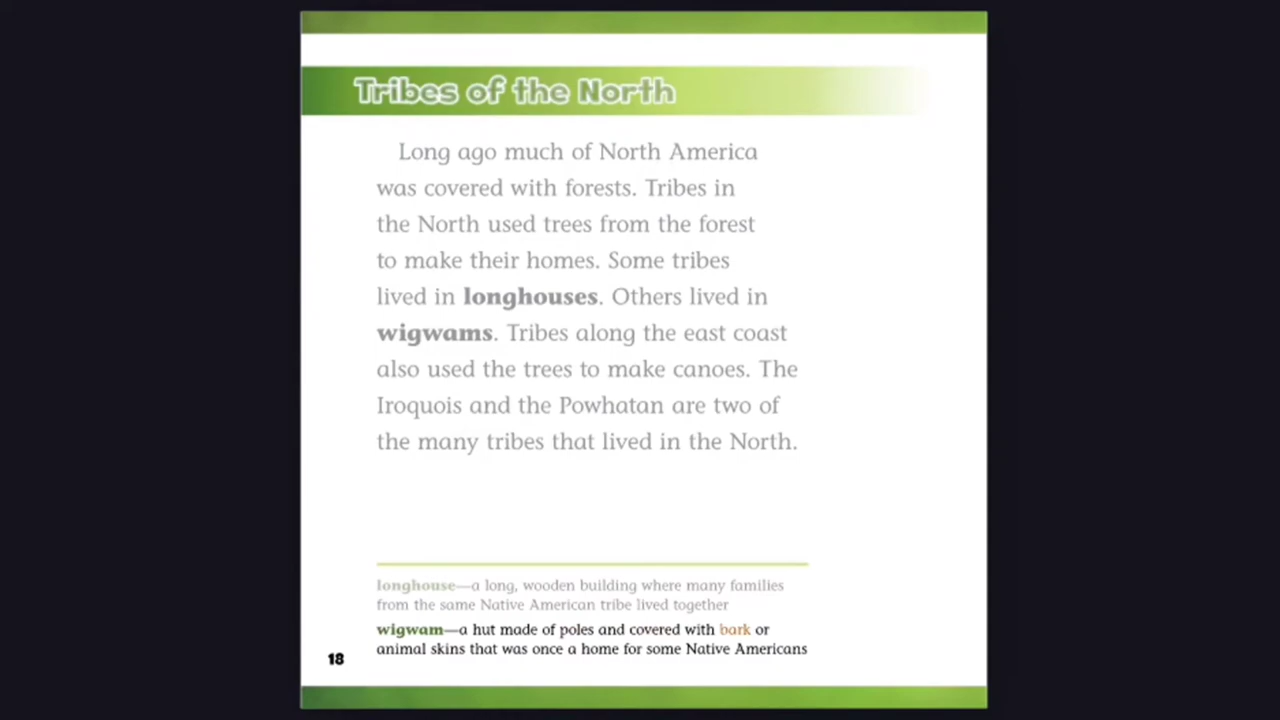 Tribes of the North
Long ago much of North America
was covered with forests. Tribes in
the North used trees from the forest
to make their homes. Some tribes
lived in longhouses. Others lived in
wigwams. Tribes along the east coast
also used the trees to make canoes. The
Iroquois and the Powhatan are two of
the many tribes that lived in the North.
longhouse—a long, wooden building where many families
from the same Native American tribe lived together
wigwam—a hut made of poles and covered with bark or
animal skins that was once a home for some Native Americans
18